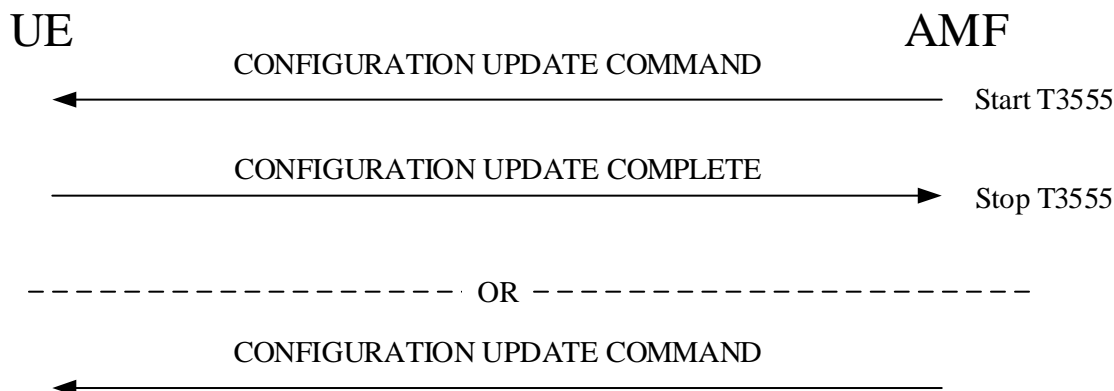 UE AMF
CONFIGURATION UPDATE COMMAND
Start T3555
CONFIGURATION UPDATE COMPLETE
Stop T3555
OR
CONFIGURATION UPDATE COMMAND